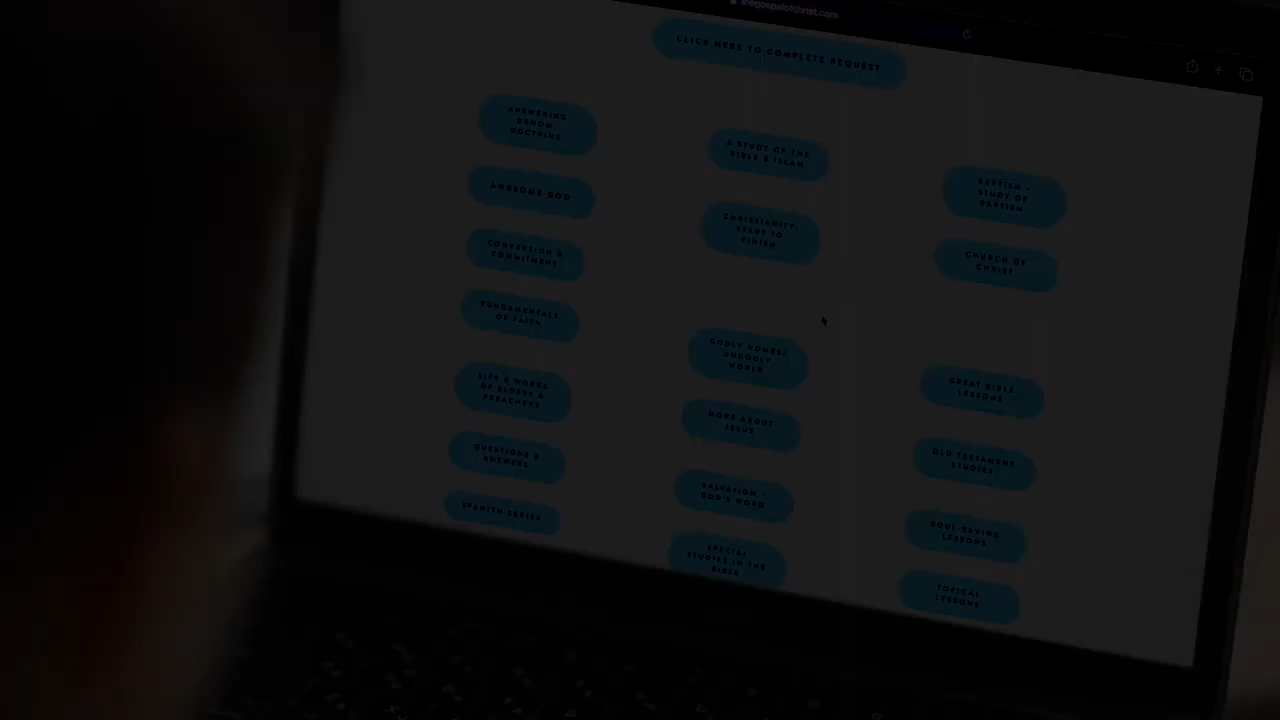 thegospelofchrist.com
CLICK HERE TO COMPLETE REQUEST
ANSWERING
DENOM
DOCTRINE
A STUDY OF THE
BIBLE & ISLAM
BAPTISM -
STUDY OF
BAPTISM
AWESOME GOD
CHRISTIANITY:
START TO
FINISH
CHURCH OF
CHRIST
CONVERSION &
COMMITMENT
FUNDAMENTALS
OF FAITH
GODLY HOMES/
UNGODLY
WORLD
GREAT BIBLE
LESSONS
LIFE & WORKS
OF ELDERS &
PREACHERS
MORE ABOUT
JESUS
OLD TESTAMENT
STUDIES
QUESTIONS &
ANSWERS
SALVATION -
GOD'S WORD
SOUL-SAVING
LESSONS
SPANISH SERIES
SPECIAL
STUDIES IN THE
BIBLE
TOPICAL
LESSONS